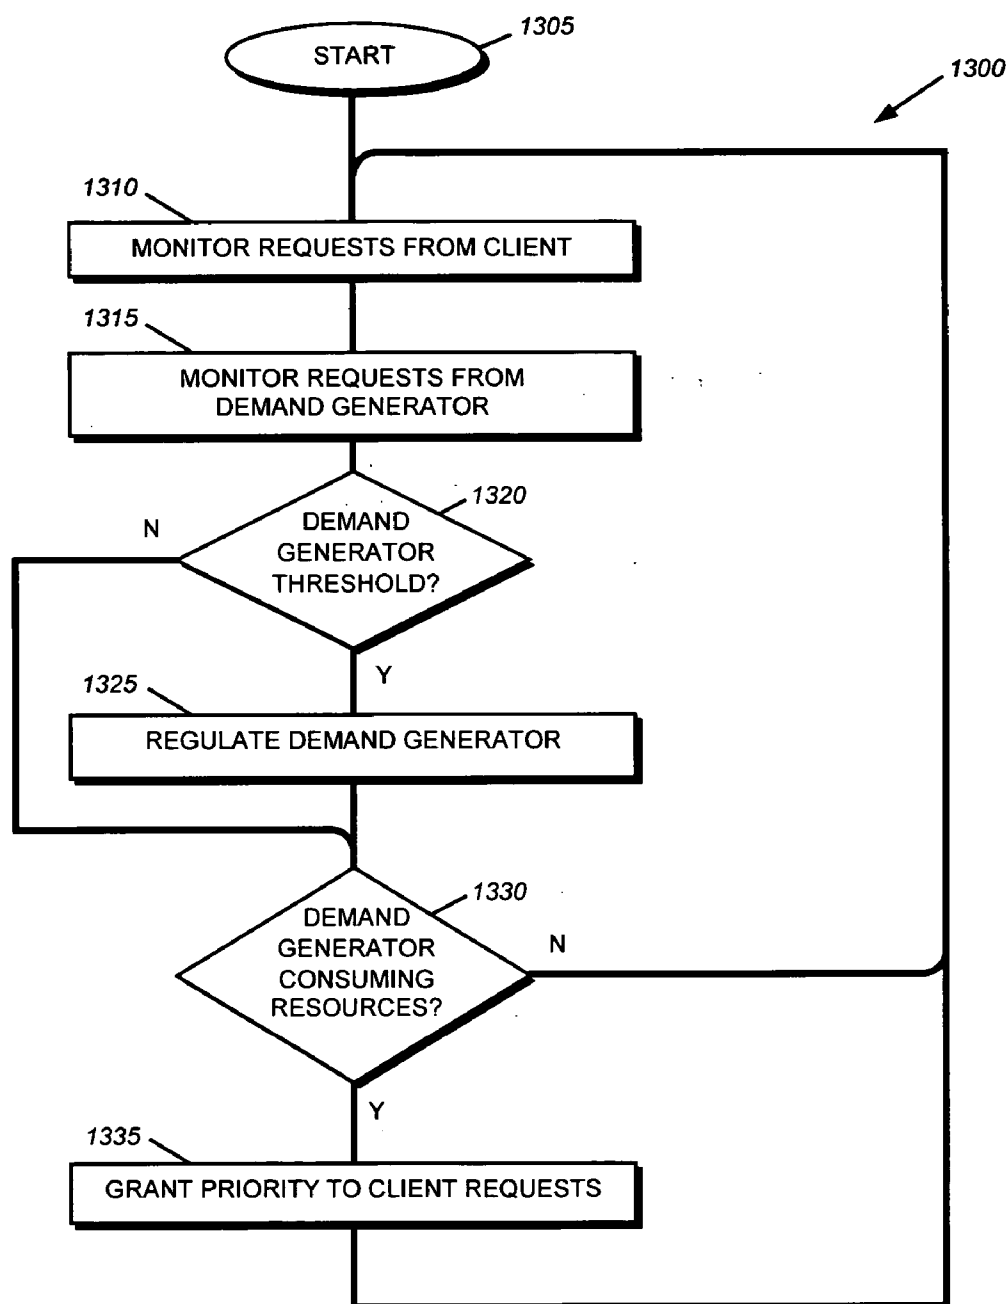 START
1305
1300
1310
MONITOR REQUESTS FROM CLIENT
1315
MONITOR REQUESTS FROM
DEMAND GENERATOR
1320
N
DEMAND
GENERATOR
THRESHOLD?
Y
1325
REGULATE DEMAND GENERATOR
1330
DEMAND
GENERATOR
CONSUMING
RESOURCES?
N
Y
1335
GRANT PRIORITY TO CLIENT REQUESTS